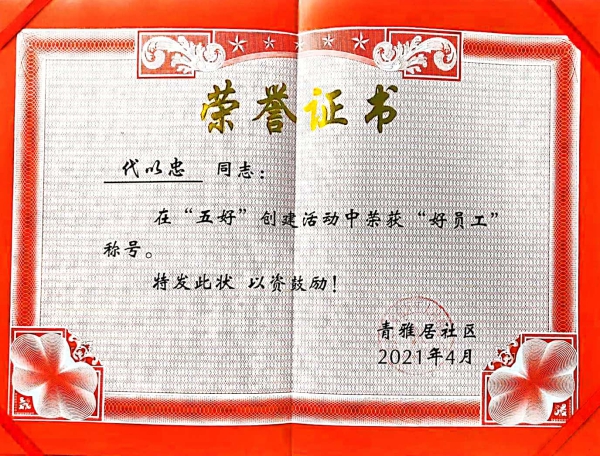 荣誉证书
代以忠 同志：
在“五好”创建活动中荣获“好员工”
称号。
特发此状 以资鼓励！
青雅居社区
2021年4月